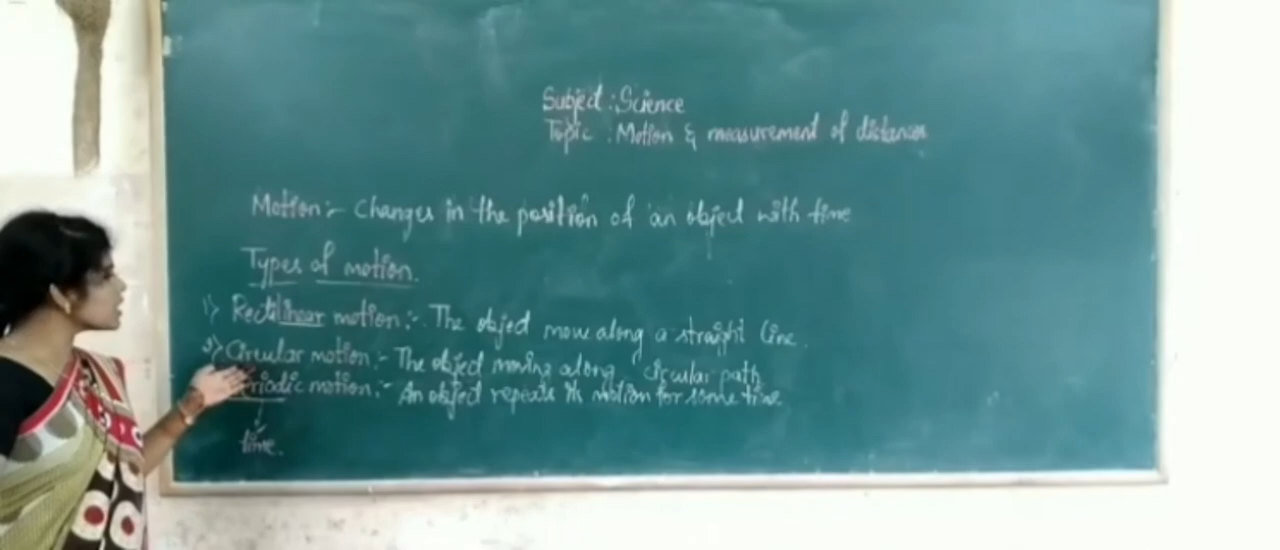 Subject : Science
Topic : Motion & measurement of distances
Motion :- Changes in the position of an object with time
Types of motion.
1) Rectilinear motion :- The object move along a straight line.
2) Circular motion :- The object moving along circular path
Periodic motion :- An object repeats its motion for some time.
time.